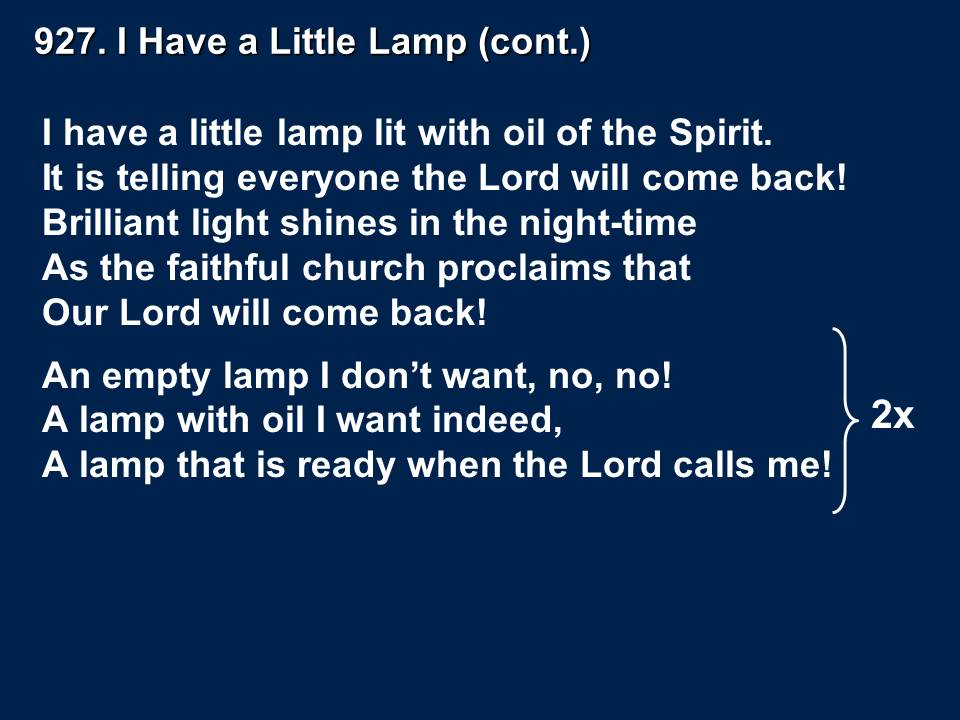 927. I Have a Little Lamp (cont.)
I have a little lamp lit with oil of the Spirit.
It is telling everyone the Lord will come back!
Brilliant light shines in the night-time
As the faithful church proclaims that
Our Lord will come back!
An empty lamp I don’t want, no, no!
A lamp with oil I want indeed,
A lamp that is ready when the Lord calls me!
2x